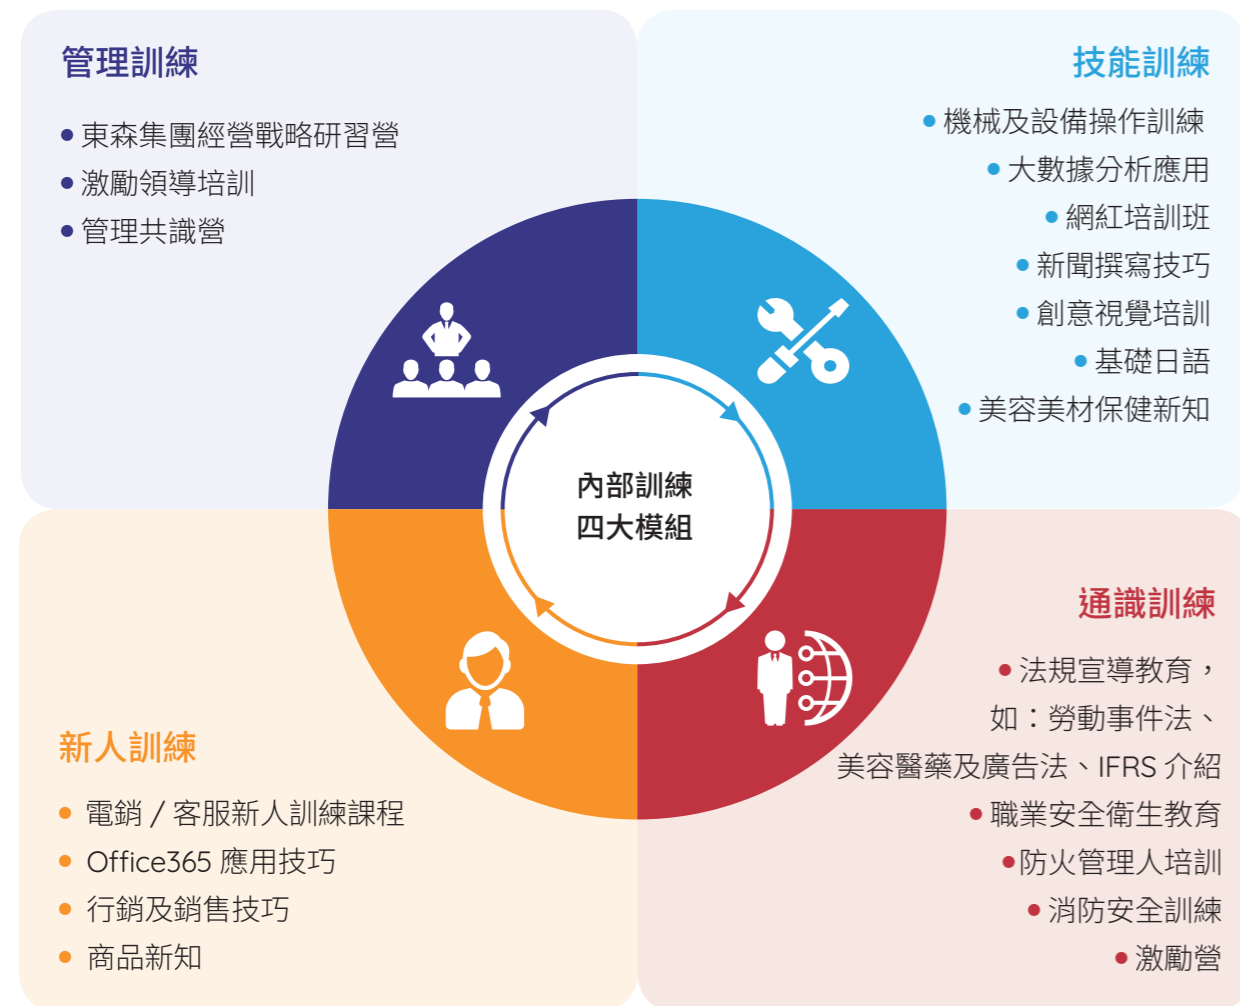 管理訓練
東森集團經營戰略研習營
激勵領導培訓
管理共識營
技能訓練
機械及設備操作訓練
大數據分析應用
網紅培訓班
新聞撰寫技巧
創意視覺培訓
基礎日語
美容美材保健新知
內部訓練
四大模組
新人訓練
電銷 / 客服新人訓練課程
Office365 應用技巧
行銷及銷售技巧
商品新知
通識訓練
法規宣導教育，
如：勞動事件法、
美容醫藥及廣告法、IFRS 介紹
職業安全衛生教育
防火管理人培訓
消防安全訓練
激勵營